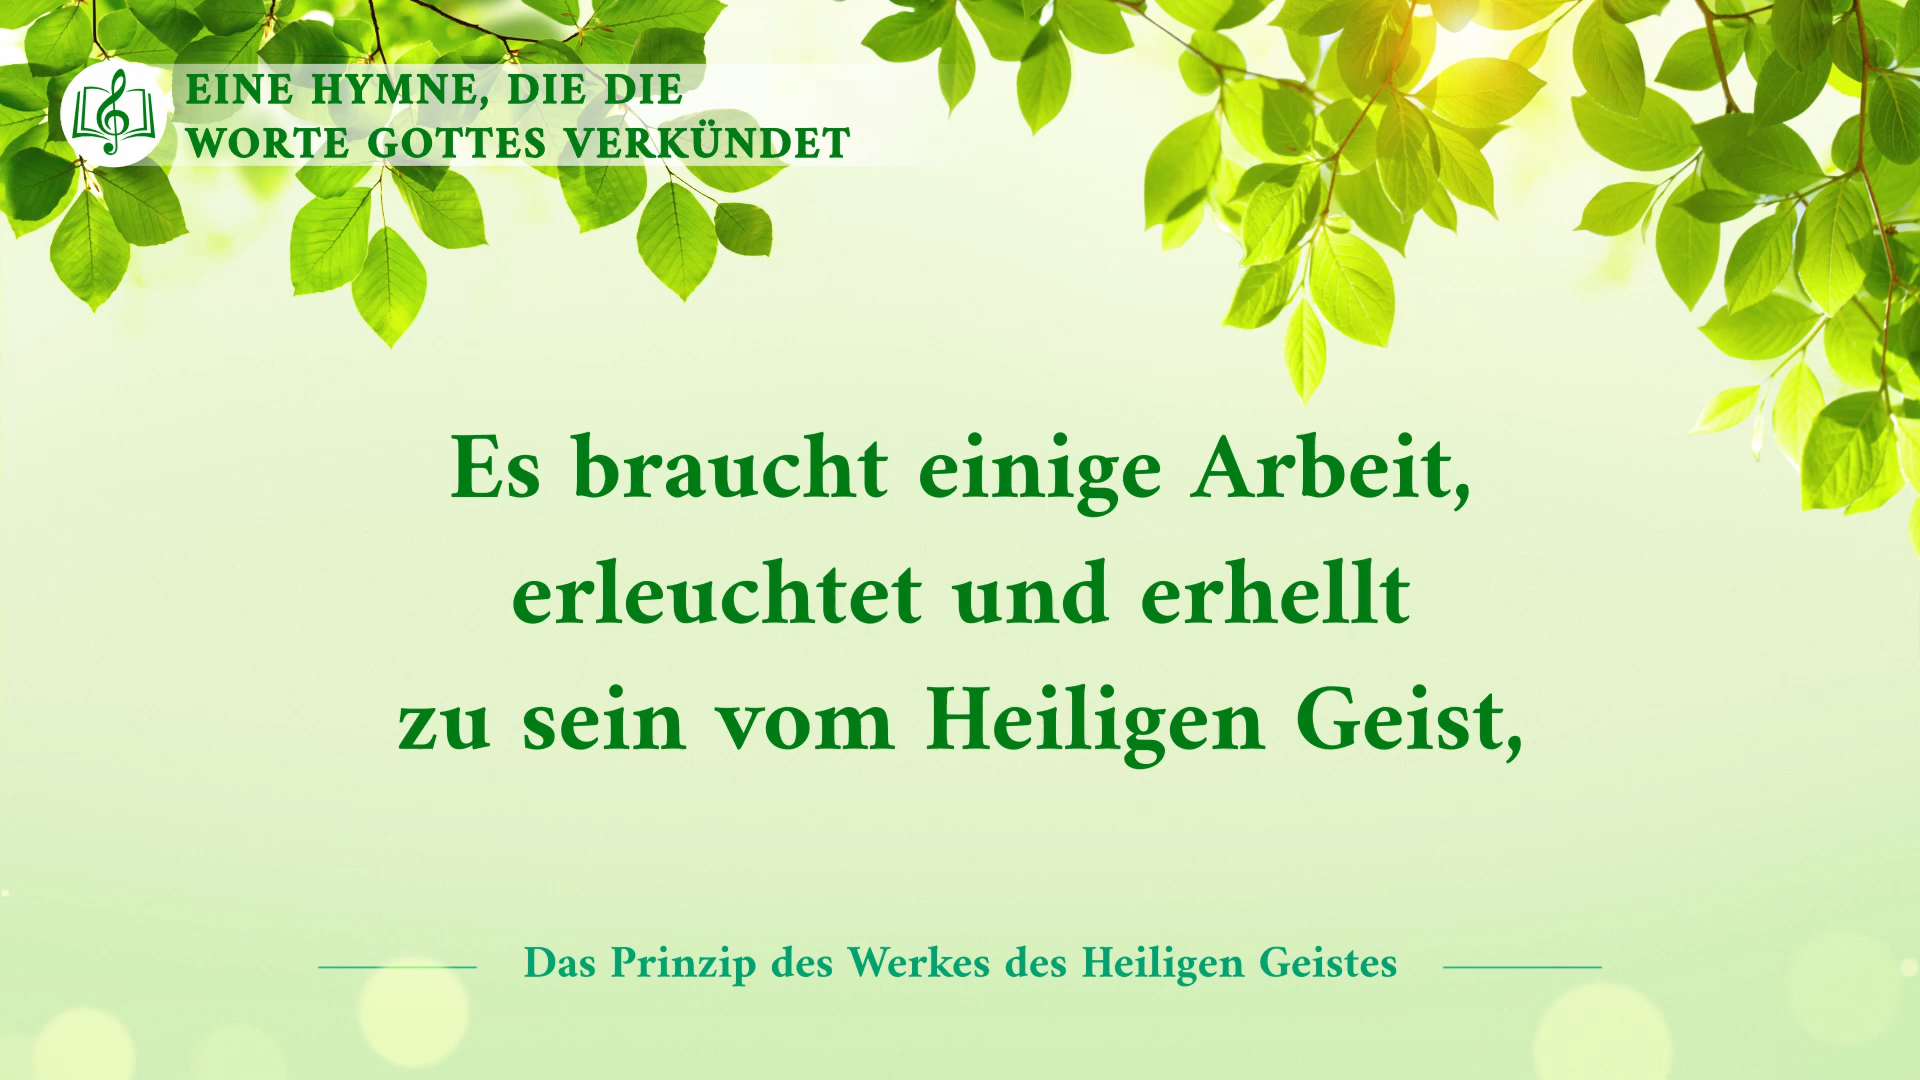 EINE HYMNE, DIE DIE
WORTE GOTTES VERKÜNDET
Es braucht einige Arbeit,
erleuchtet und erhellt
zu sein vom Heiligen Geist,
Das Prinzip des Werkes des Heiligen Geistes